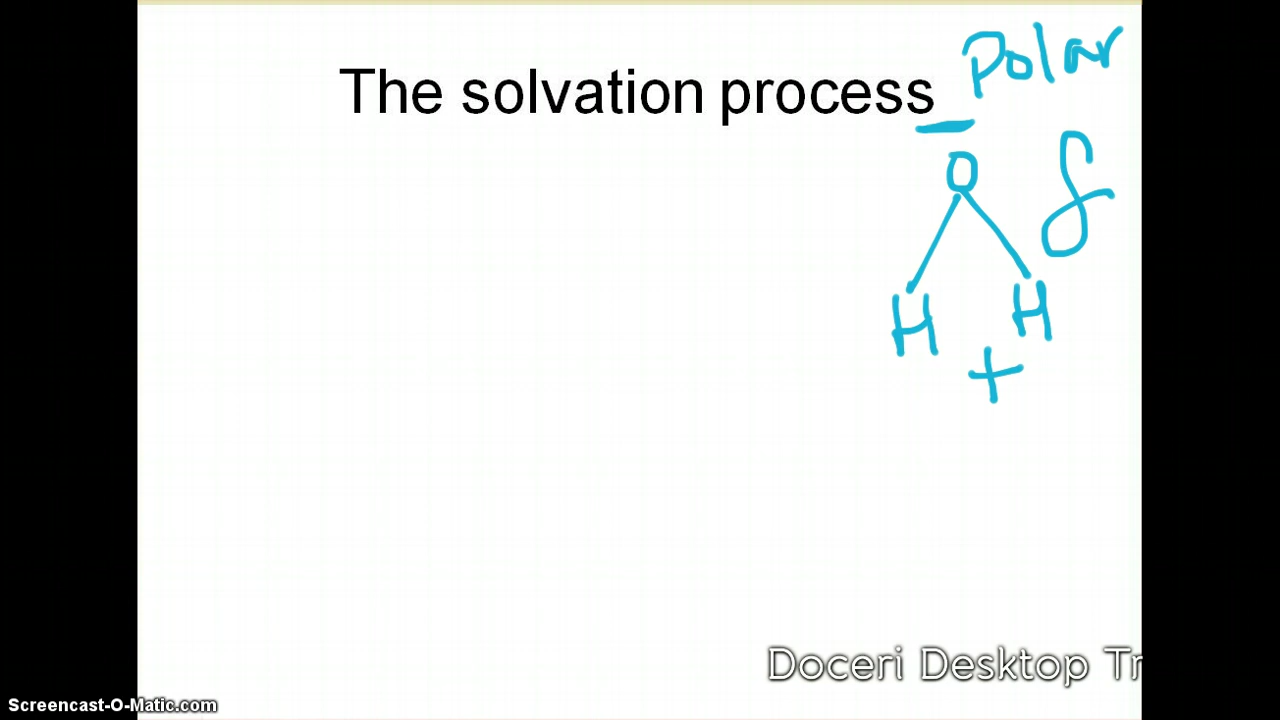 Polar
The solvation process
−
O
δ
H H
+
Doceri Desktop Tr
Screencast-O-Matic.com